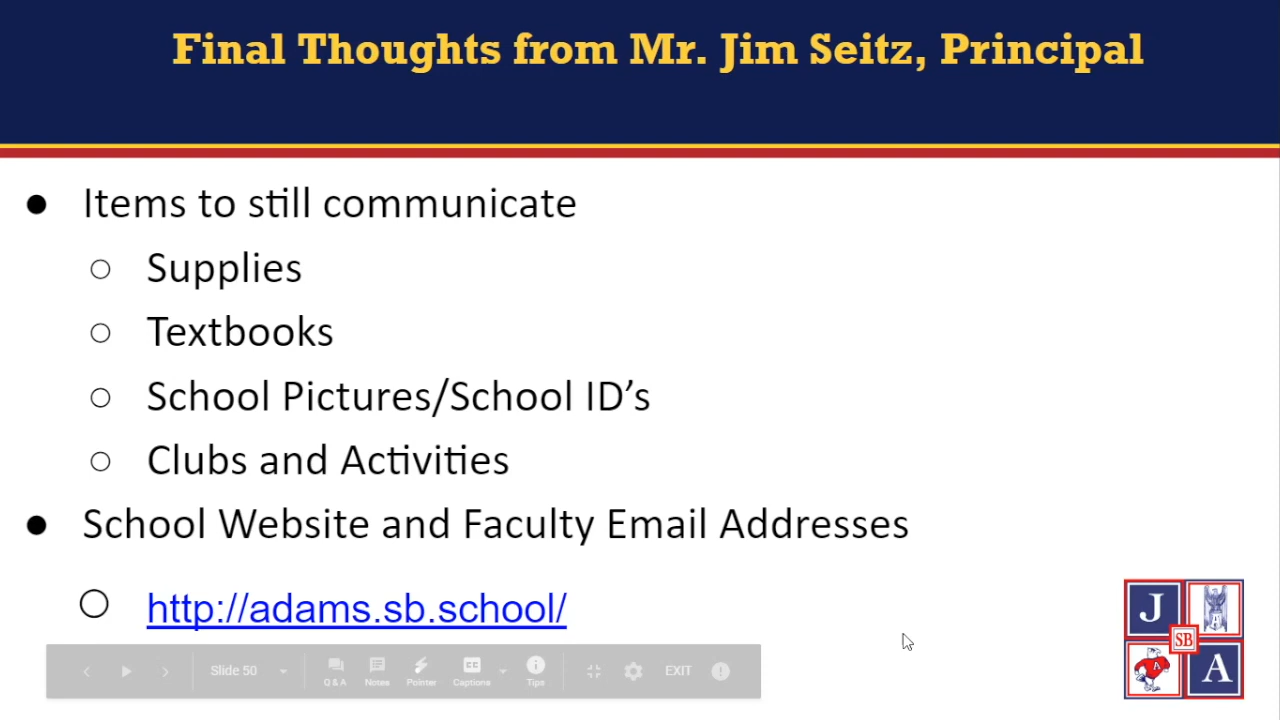 Final Thoughts from Mr. Jim Seitz, Principal
Items to still communicate
Supplies
Textbooks
School Pictures/School ID’s
Clubs and Activities
School Website and Faculty Email Addresses
http://adams.sb.school/
J
SB
A
A
Slide 50
Q & A
Notes
Pointer
CC
Captions
Tips
EXIT